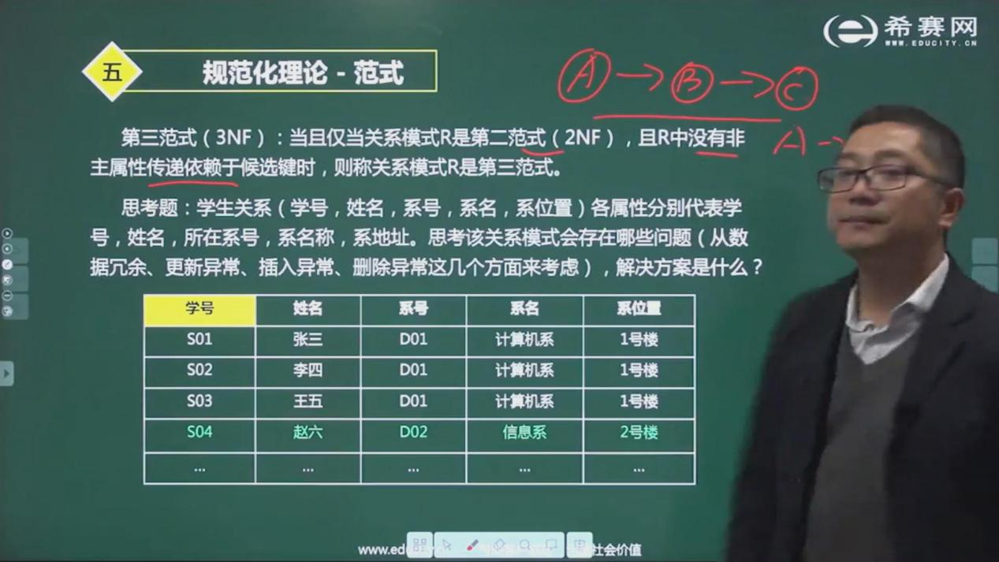 希赛网
WWW.EDUCITY.CN
五
规范化理论 - 范式
A → B → C
A →
第三范式（3NF）：当且仅当关系模式R是第二范式（2NF），且R中没有非
主属性传递依赖于候选键时，则称关系模式R是第三范式。
思考题：学生关系（学号，姓名，系号，系名，系位置）各属性分别代表学
号，姓名，所在系号，系名称，系地址。思考该关系模式会存在哪些问题（从数
据冗余、更新异常、插入异常、删除异常这几个方面来考虑），解决方案是什么？
学号 姓名 系号 系名 系位置
S01 张三 D01 计算机系 1号楼
S02 李四 D01 计算机系 1号楼
S03 王五 D01 计算机系 1号楼
S04 赵六 D02 信息系 2号楼
... ... ... ... ...
www.edu
社会价值